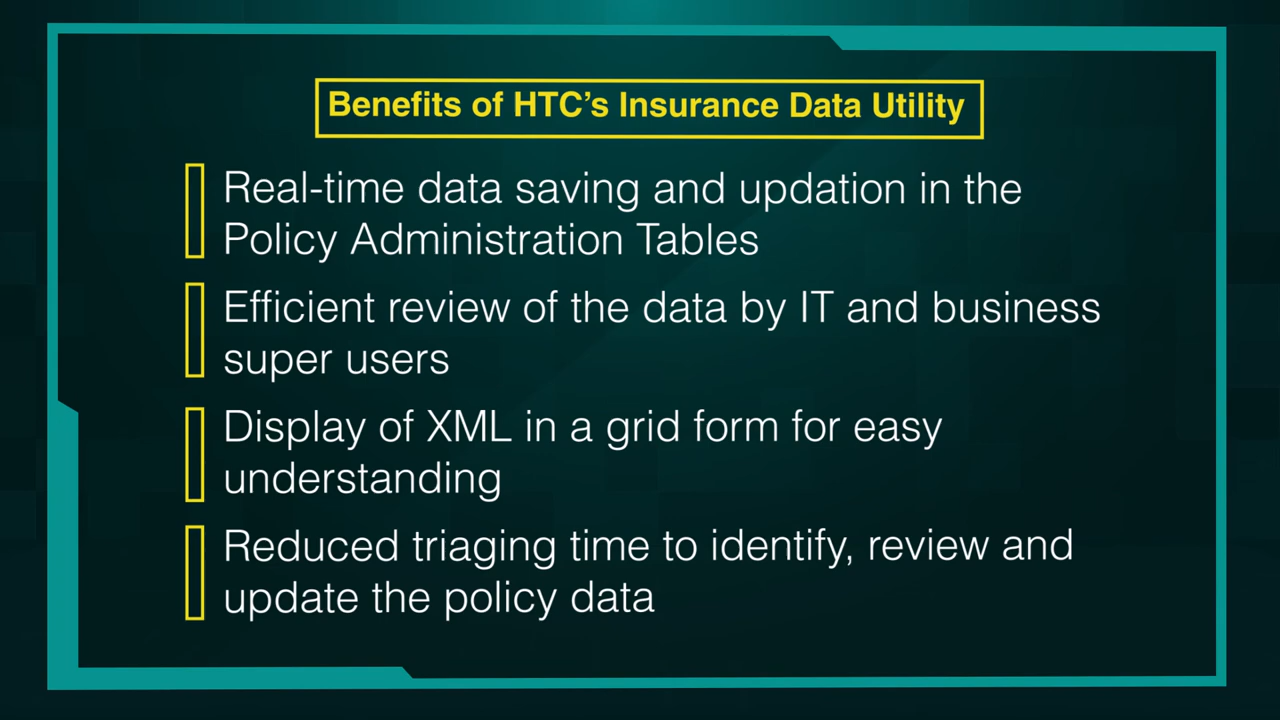 Benefits of HTC’s Insurance Data Utility
Real-time data saving and updation in the
Policy Administration Tables
Efficient review of the data by IT and business
super users
Display of XML in a grid form for easy
understanding
Reduced triaging time to identify, review and
update the policy data